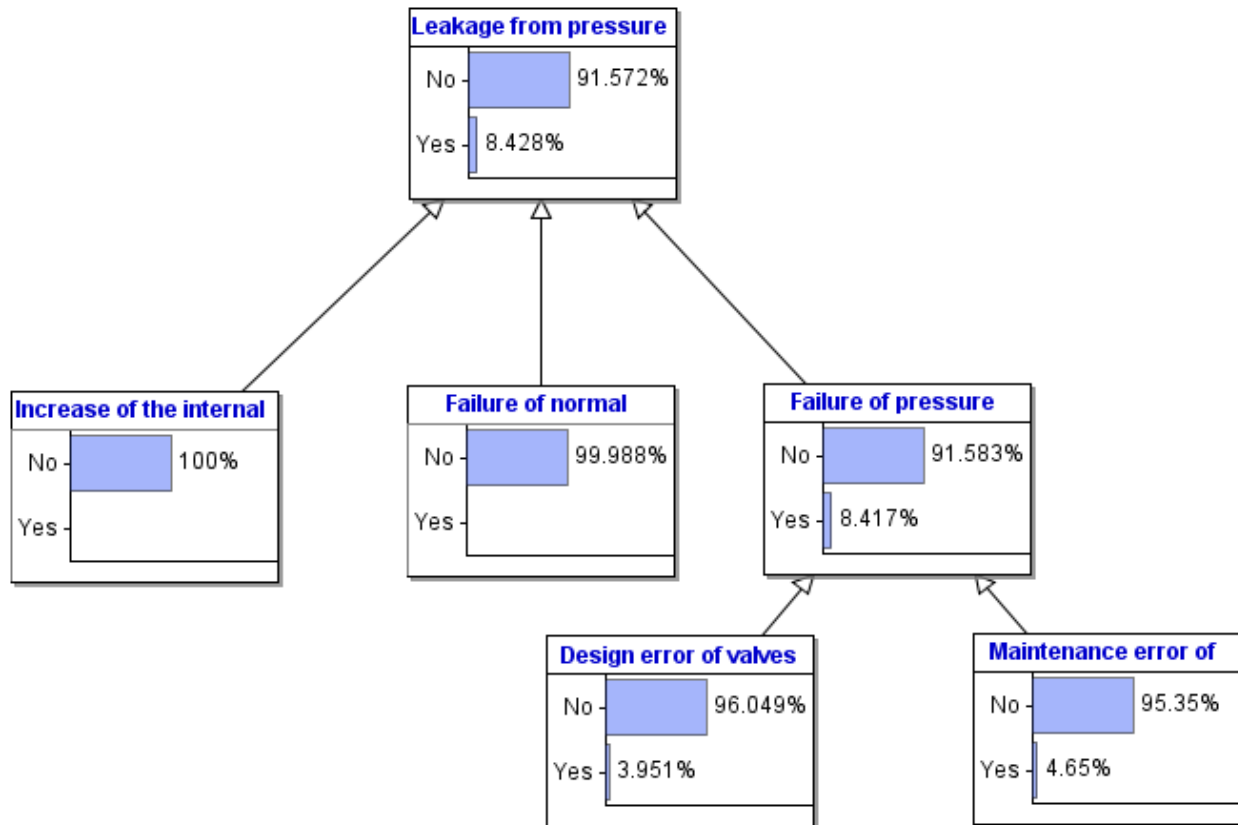 Leakage from pressure
No
91.572%
Yes
8.428%
Increase of the internal
No
100%
Yes
Failure of normal
No
99.988%
Yes
Failure of pressure
No
91.583%
Yes
8.417%
Design error of valves
No
96.049%
Yes
3.951%
Maintenance error of
No
95.35%
Yes
4.65%